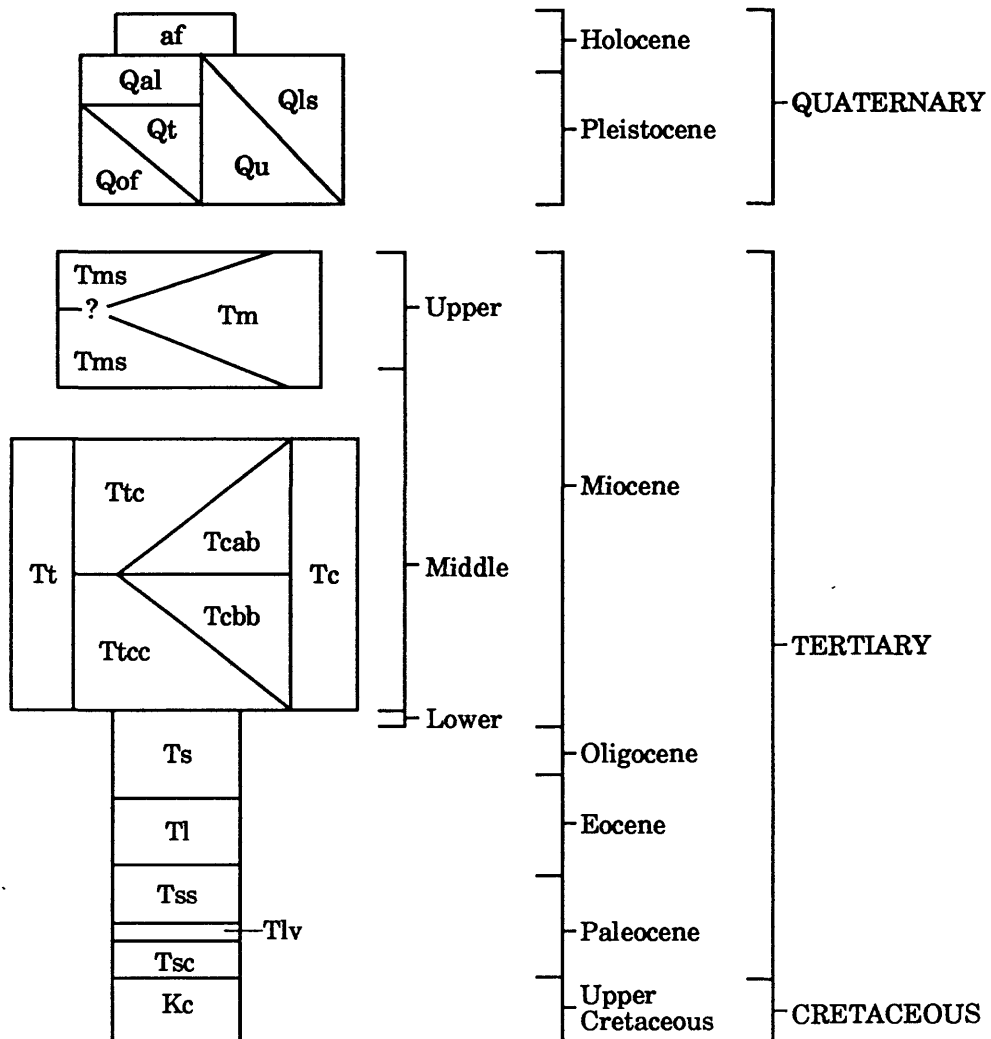 af
Holocene
Qal
Qls
QUATERNARY
Qt
Pleistocene
Qu
Qof
Tms
?
Tm
Upper
Tms
Ttc
Miocene
Tcab
Tt
Tc
Middle
Tcbb
Ttcc
TERTIARY
Lower
Ts
Oligocene
Tl
Eocene
Tss
Tlv
Paleocene
Tsc
Kc
Upper
Cretaceous
CRETACEOUS